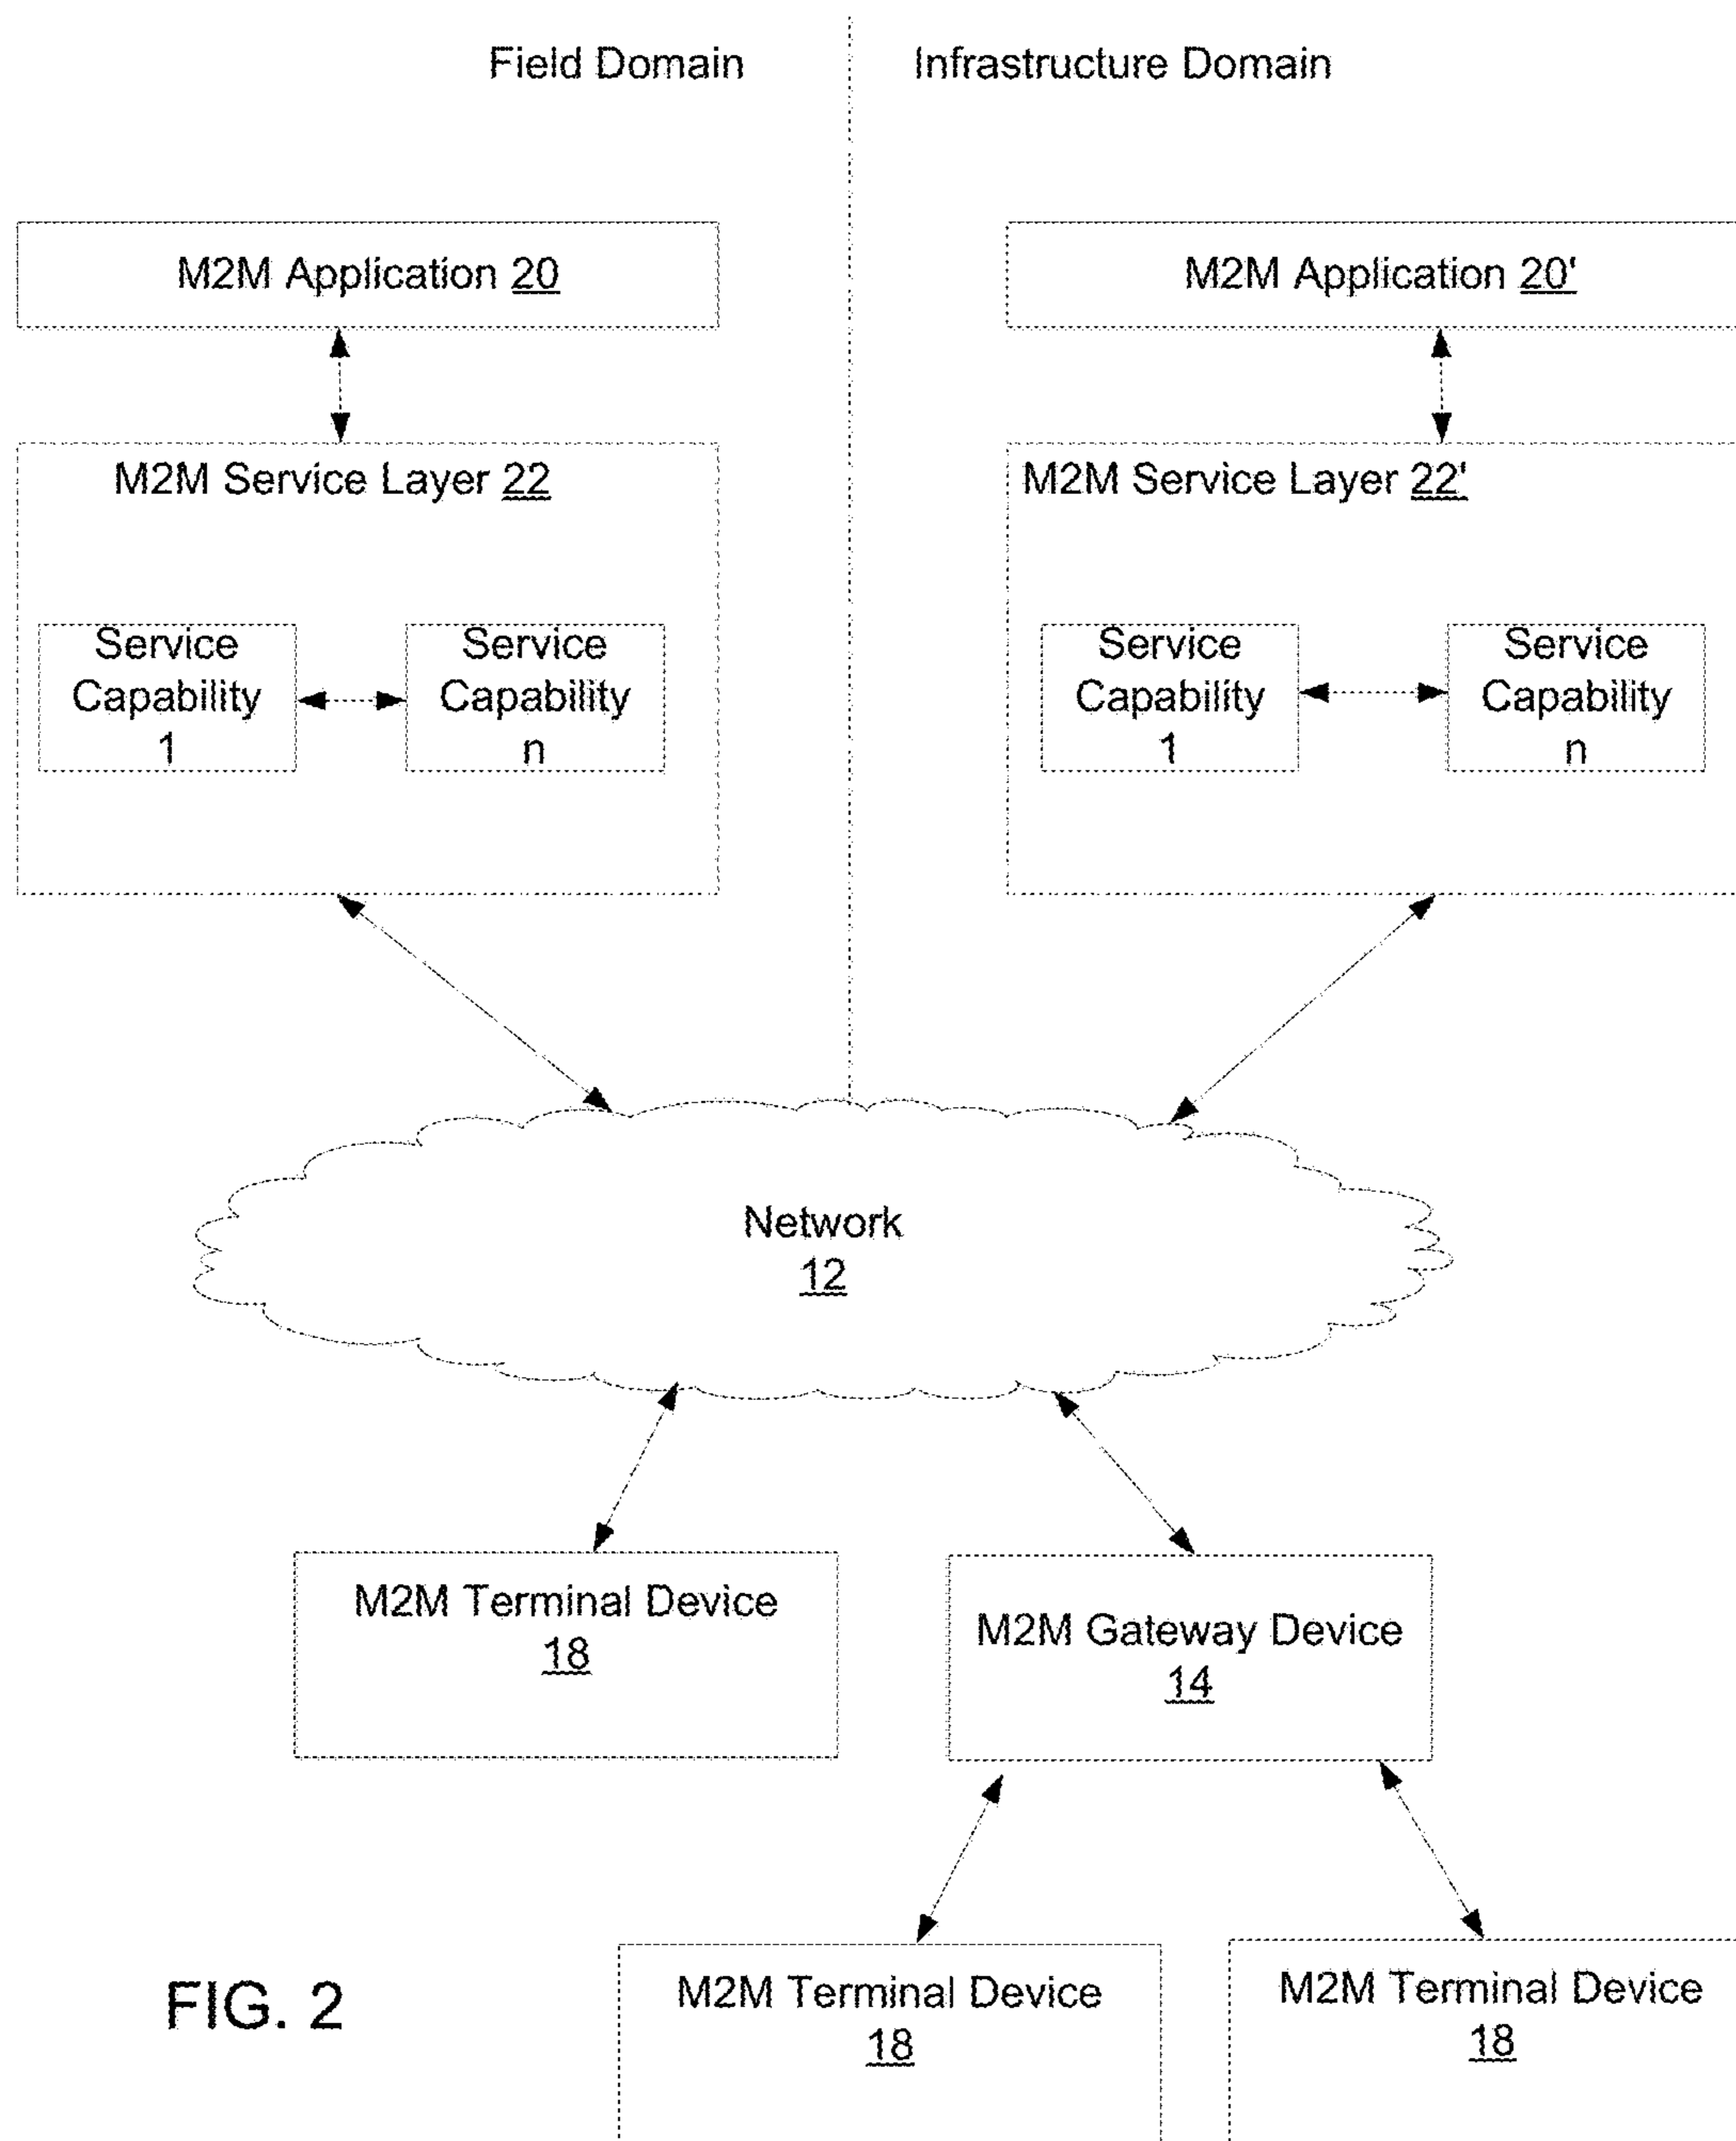 Field Domain
Infrastructure Domain
M2M Application 20
M2M Application 20'
M2M Service Layer 22
M2M Service Layer 22'
Service
Capability
1
Service
Capability
n
Service
Capability
1
Service
Capability
n
Network
12
M2M Terminal Device
18
M2M Gateway Device
14
M2M Terminal Device
18
M2M Terminal Device
18
FIG. 2